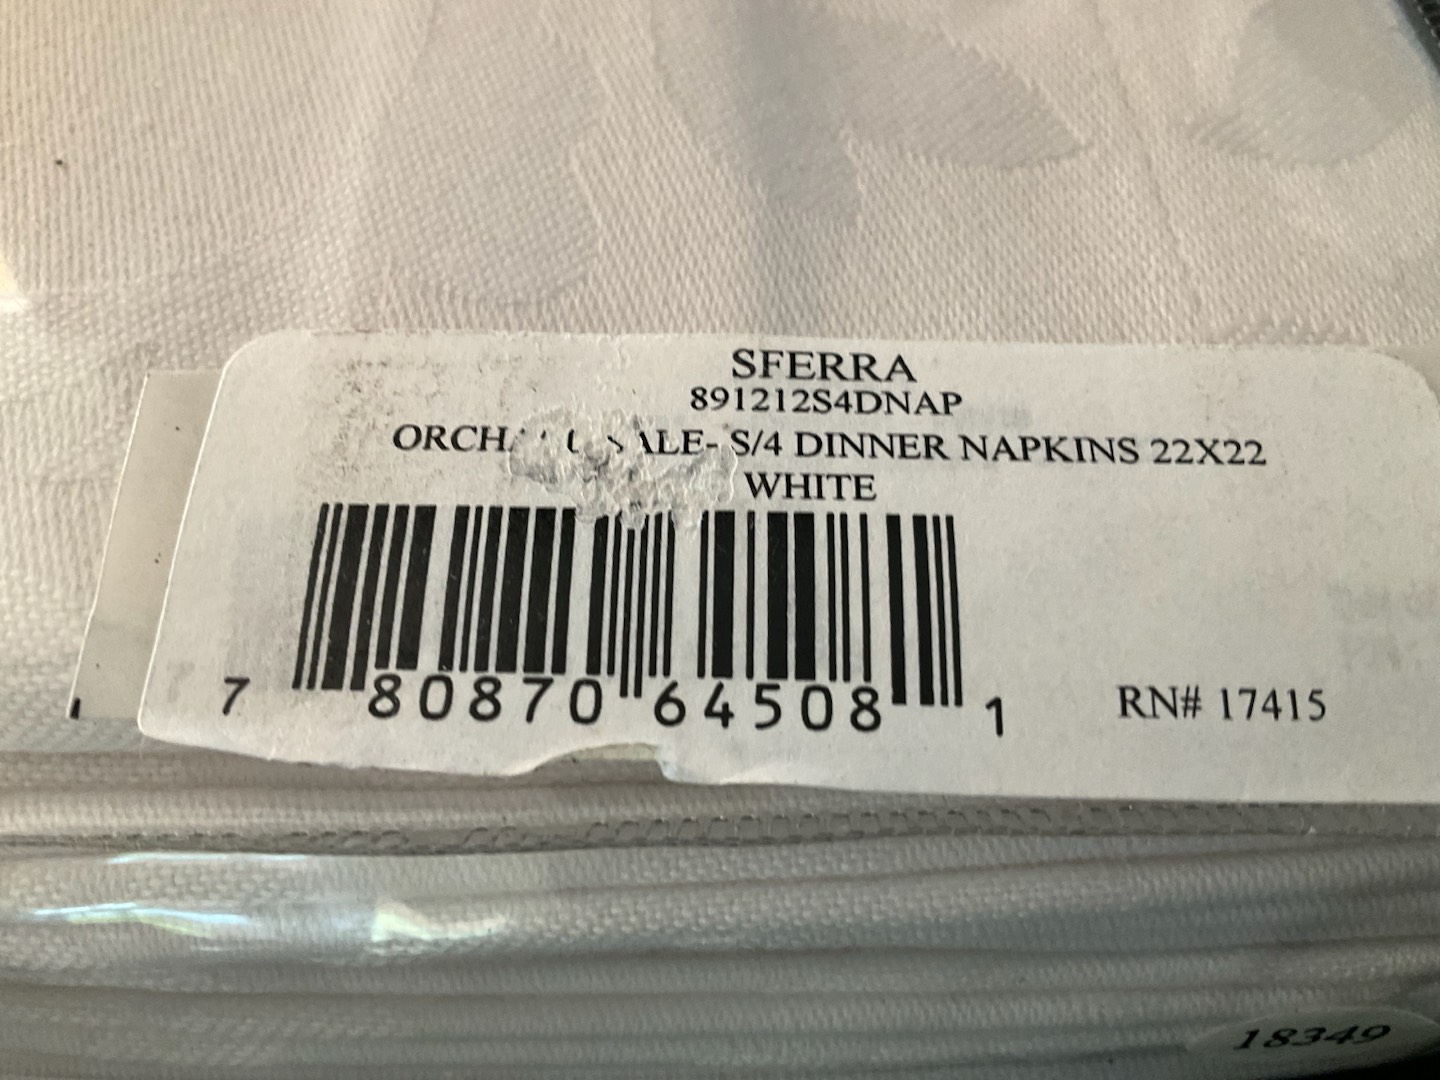 SFERRA
891212S4DNAP
S/4 DINNER NAPKINS 22X22
WHITE
7 80870 64508 1
RN# 17415
18349